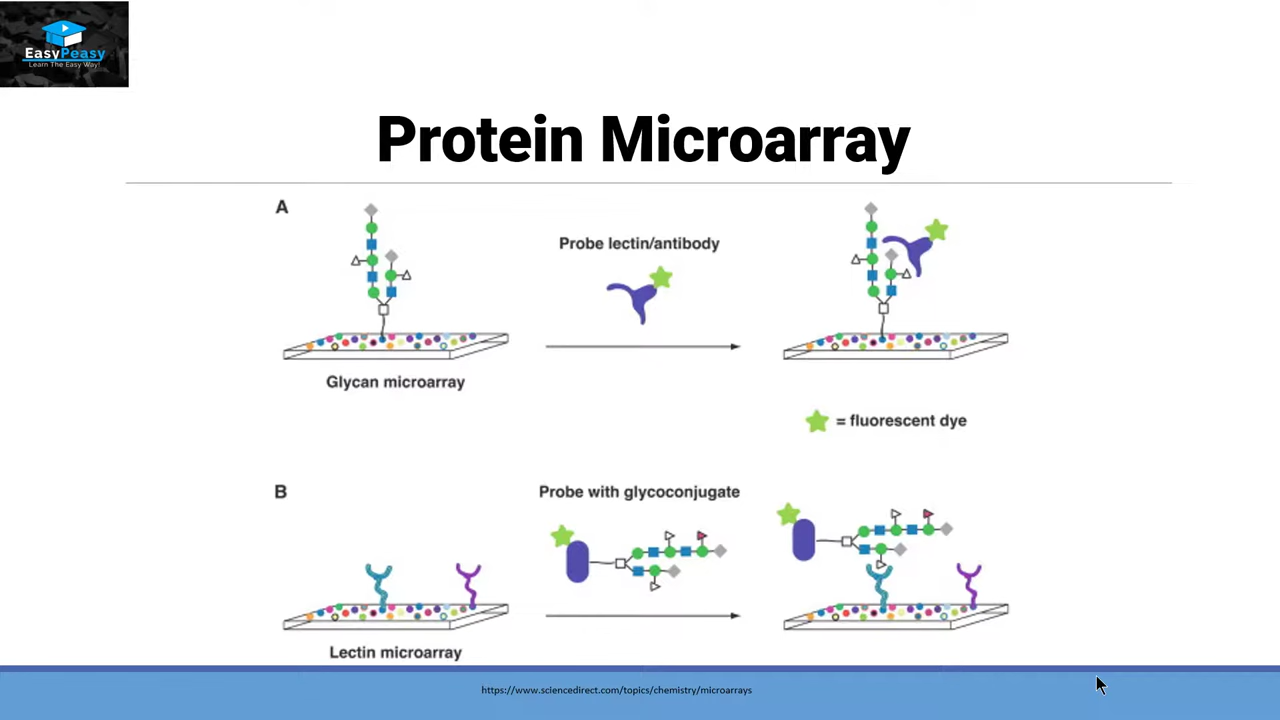 EasyPeasy
Learn The Easy Way!
Protein Microarray
A
Probe lectin/antibody
Glycan microarray
= fluorescent dye
B
Probe with glycoconjugate
Lectin microarray
https://www.sciencedirect.com/topics/chemistry/microarrays